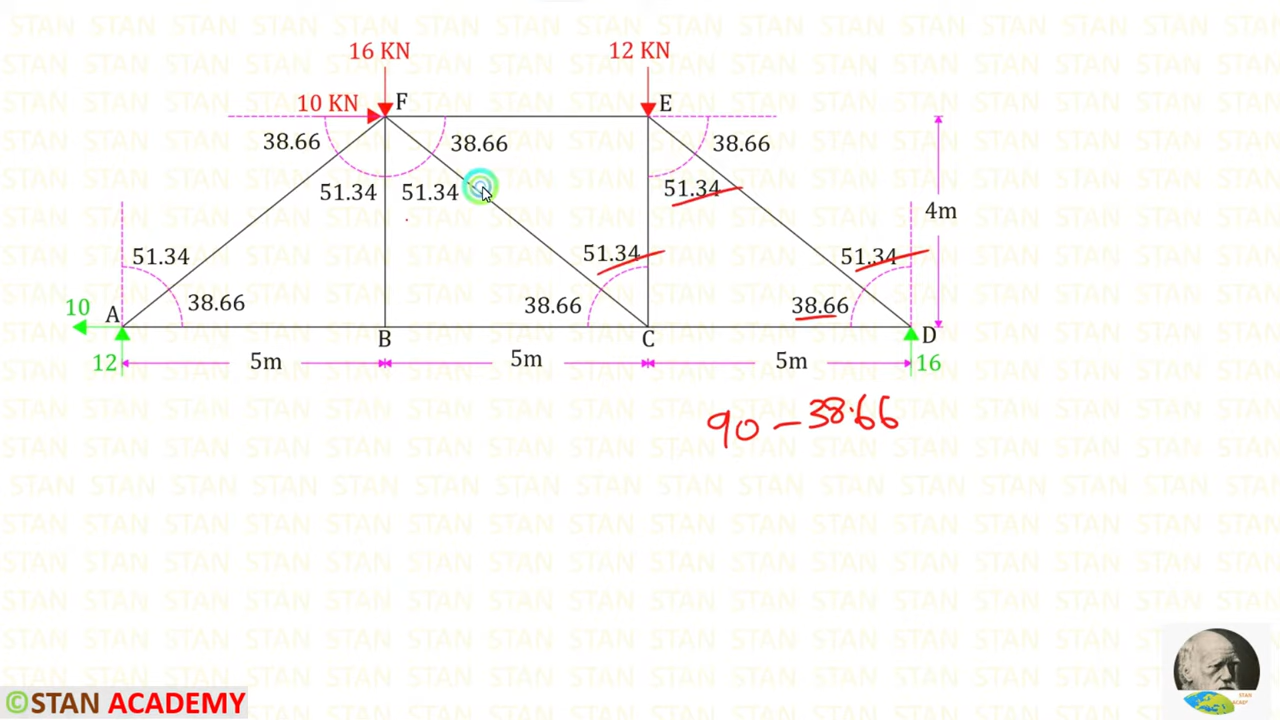 16 KN
12 KN
10 KN
F
E
38.66
38.66
38.66
51.34
51.34
51.34
4m
51.34
51.34
51.34
10
A
38.66
38.66
38.66
12
B
C
D
16
5m
5m
5m
90 - 38.66
©STAN ACADEMY